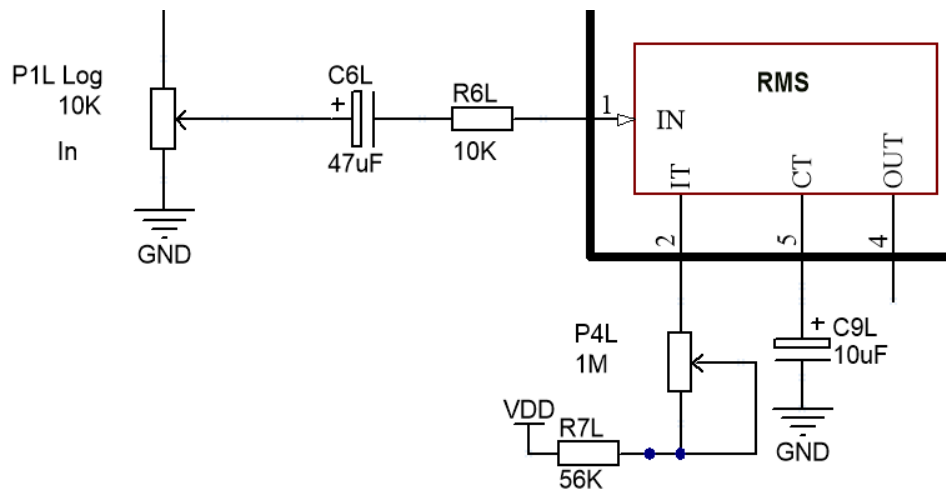 P1L Log
10K
In
GND
C6L
+
47uF
R6L
10K
1
IN
RMS
IT
CT
OUT
2
5
4
P4L
1M
VDD
R7L
56K
+
C9L
10uF
GND